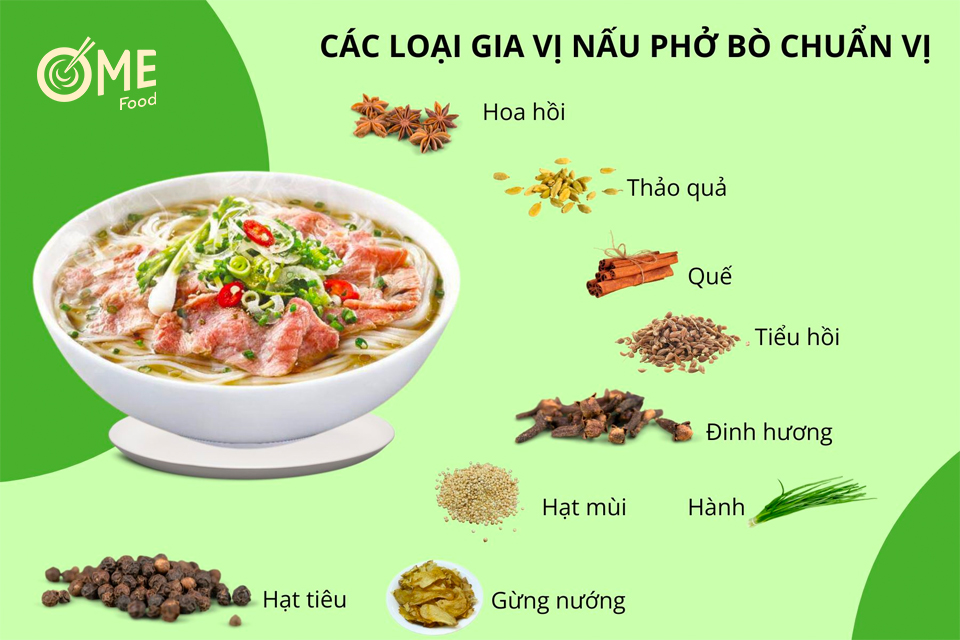 CÁC LOẠI GIA VỊ NẤU PHỞ BÒ CHUẨN VỊ
OME
Food
Hoa hồi
Thảo quả
Quế
Tiểu hồi
Đinh hương
Hạt mùi
Hành
Hạt tiêu
Gừng nướng